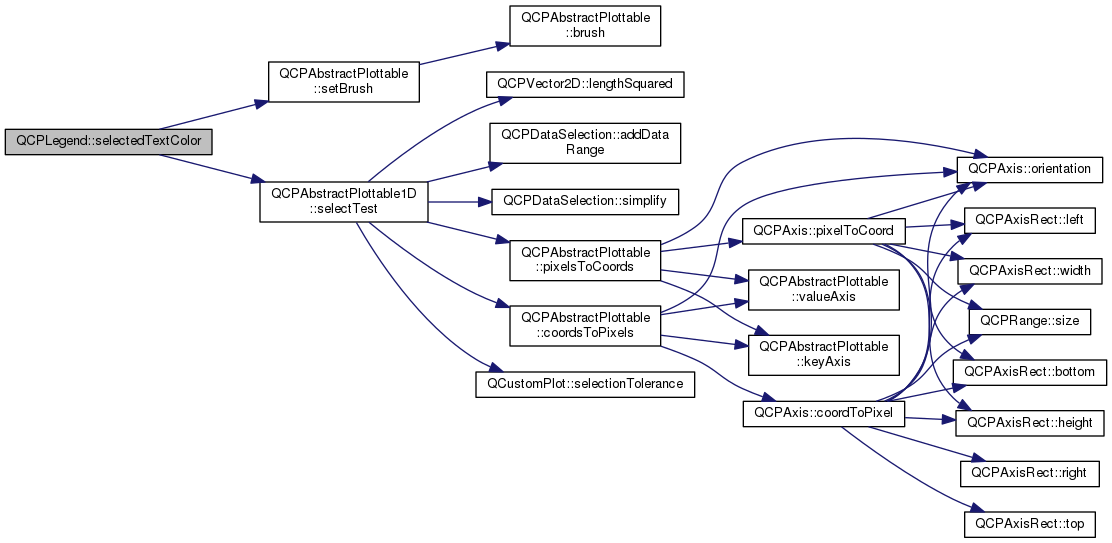 QCPLegend::selectedTextColor
QCPAbstractPlottable
::setBrush
QCPAbstractPlottable1D
::selectTest
QCPAbstractPlottable
::brush
QCPVector2D::lengthSquared
QCPDataSelection::addData
Range
QCPDataSelection::simplify
QCPAbstractPlottable
::pixelsToCoords
QCPAbstractPlottable
::coordsToPixels
QCustomPlot::selectionTolerance
QCPAxis::pixelToCoord
QCPAbstractPlottable
::valueAxis
QCPAbstractPlottable
::keyAxis
QCPAxis::coordToPixel
QCPAxis::orientation
QCPAxisRect::left
QCPAxisRect::width
QCPRange::size
QCPAxisRect::bottom
QCPAxisRect::height
QCPAxisRect::right
QCPAxisRect::top